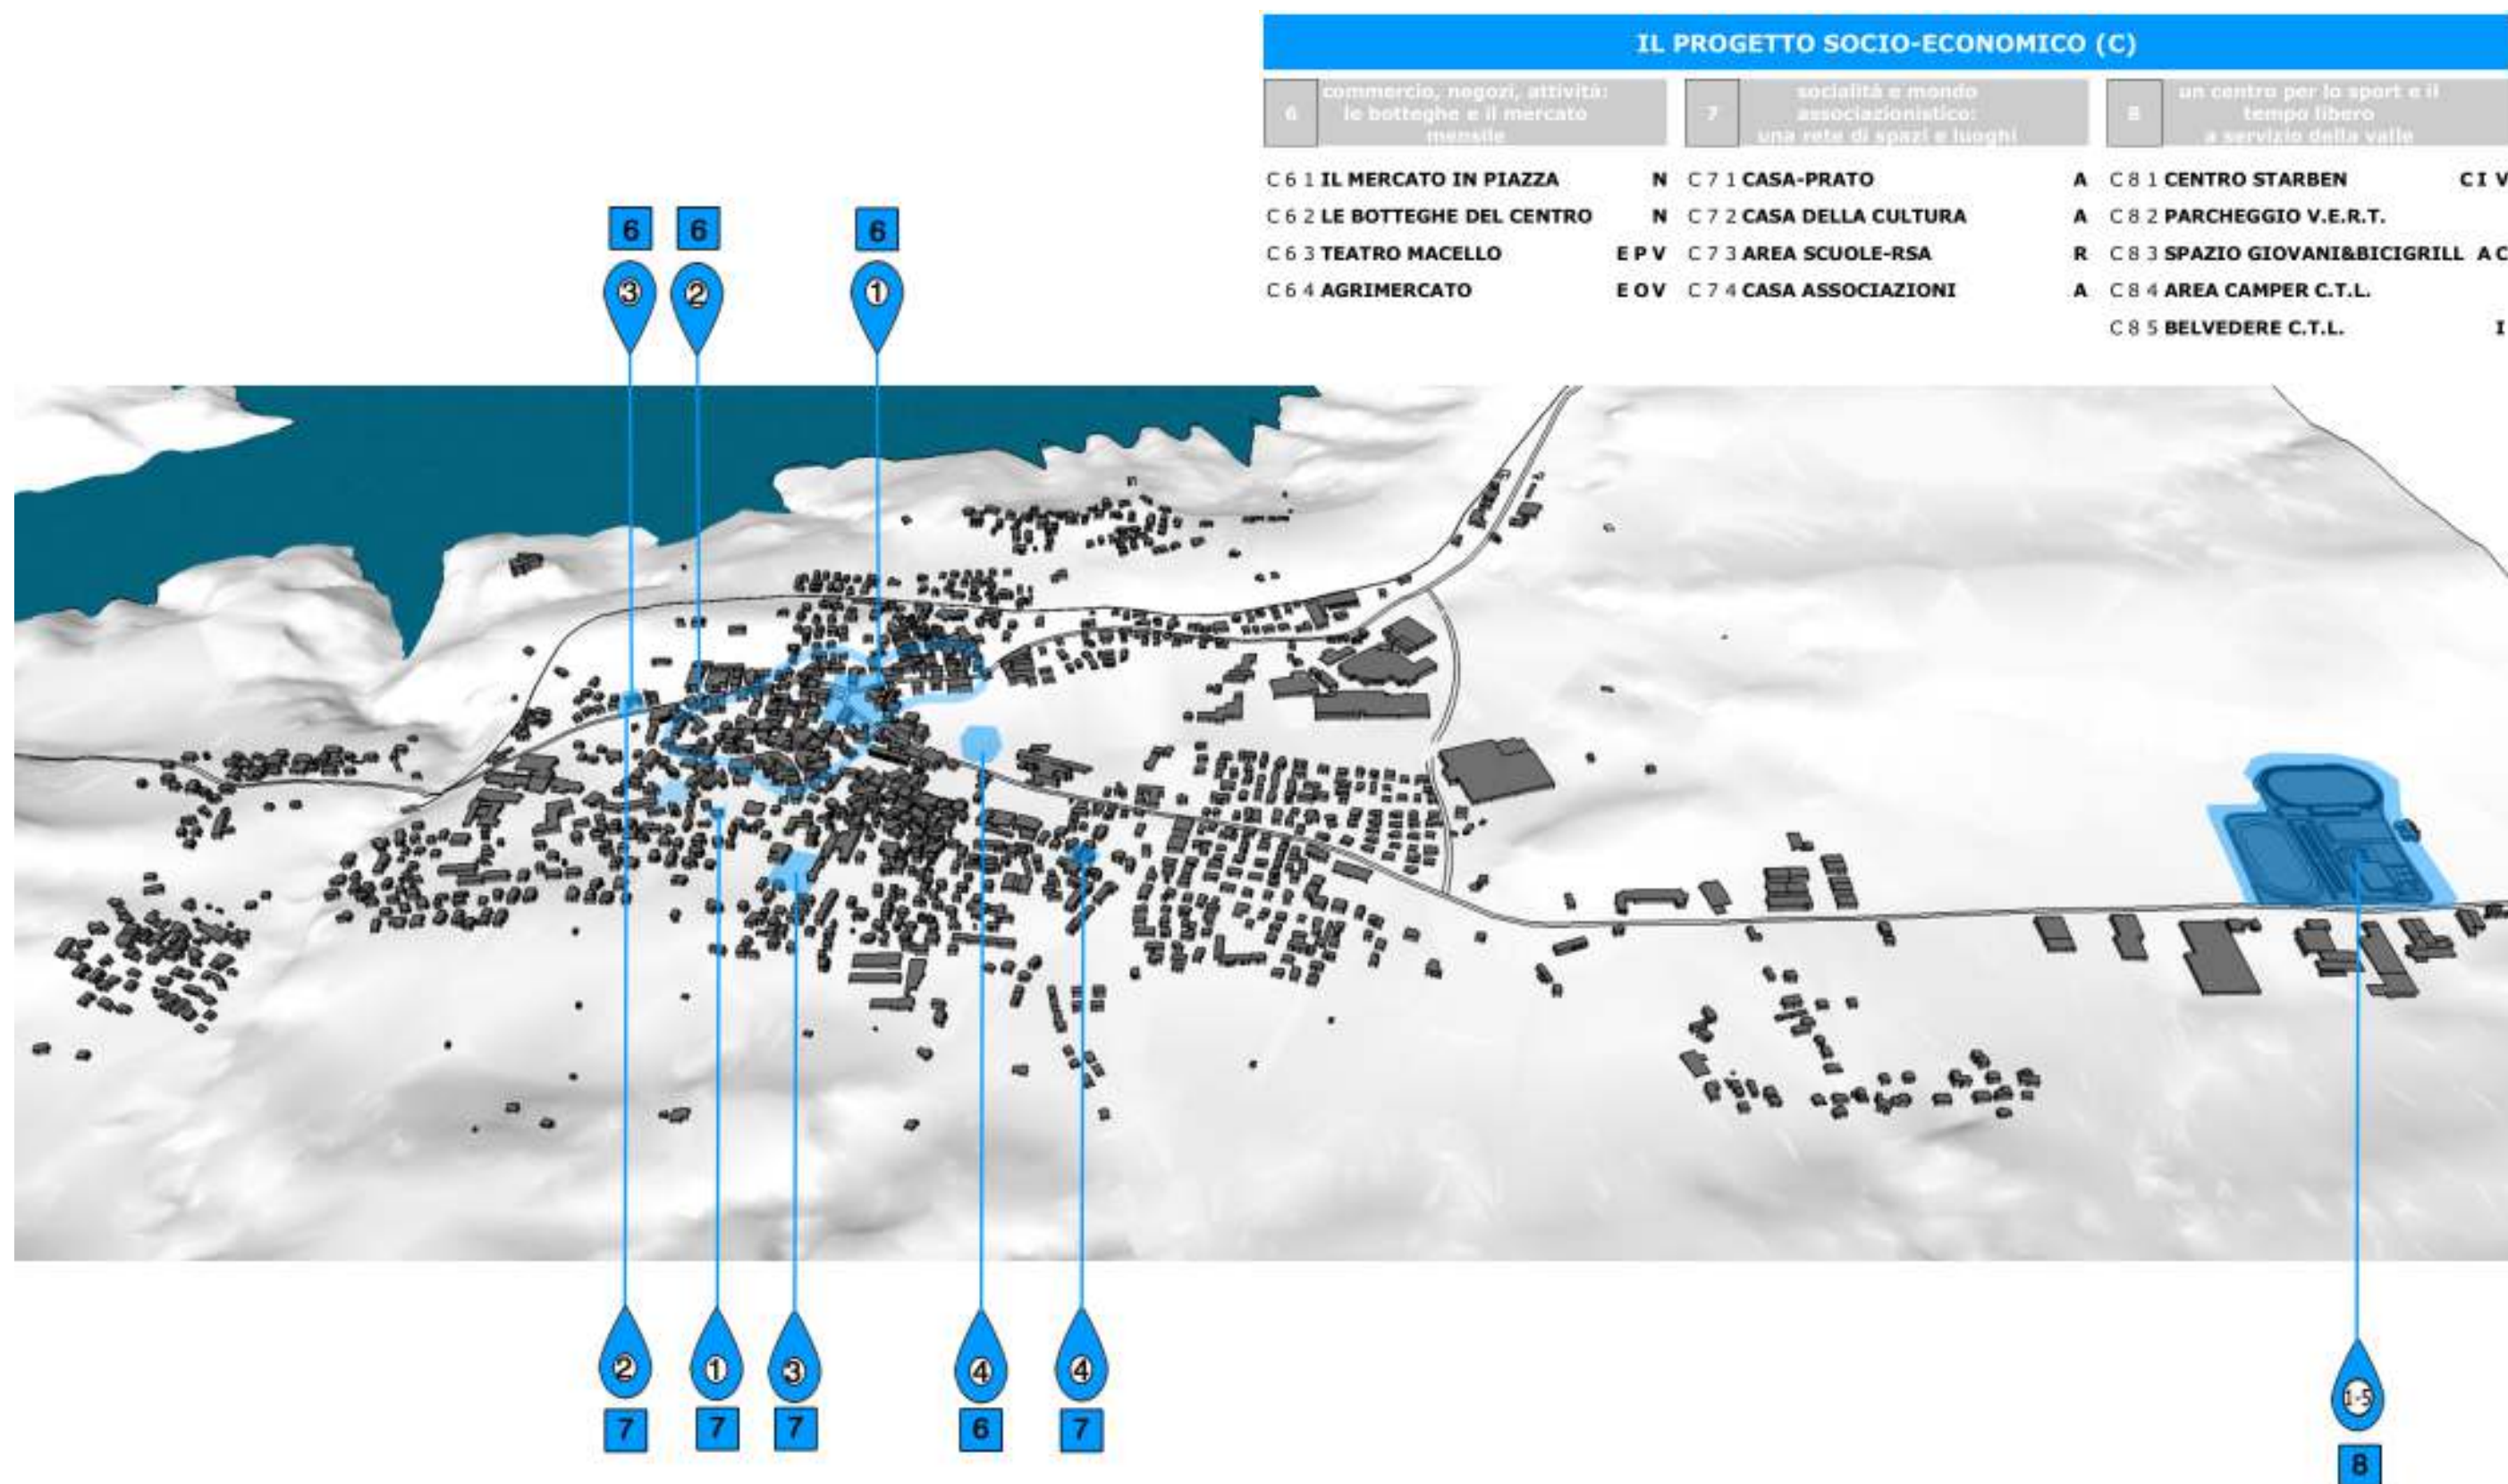 IL PROGETTO SOCIO-ECONOMICO (C)
6 commercio, negozi, attività:
le botteghe e il mercato
mensile
7 socialità e mondo
associazionistico:
una rete di spazi e luoghi
8 un centro per lo sport e il
tempo libero
a servizio della valle
C 6 1 IL MERCATO IN PIAZZA N
C 6 2 LE BOTTEGHE DEL CENTRO N
C 6 3 TEATRO MACELLO E P V
C 6 4 AGRIMERCATO E O V
C 7 1 CASA-PRATO A
C 7 2 CASA DELLA CULTURA A
C 7 3 AREA SCUOLE-RSA R
C 7 4 CASA ASSOCIAZIONI A
C 8 1 CENTRO STARBEN C I V
C 8 2 PARCHEGGIO V.E.R.T.
C 8 3 SPAZIO GIOVANI&BICIGRILL A C
C 8 4 AREA CAMPER C.T.L.
C 8 5 BELVEDERE C.T.L. I
6 6 6
3 2 1
2 1 3 4 4 1-5
7 7 7 6 7 8